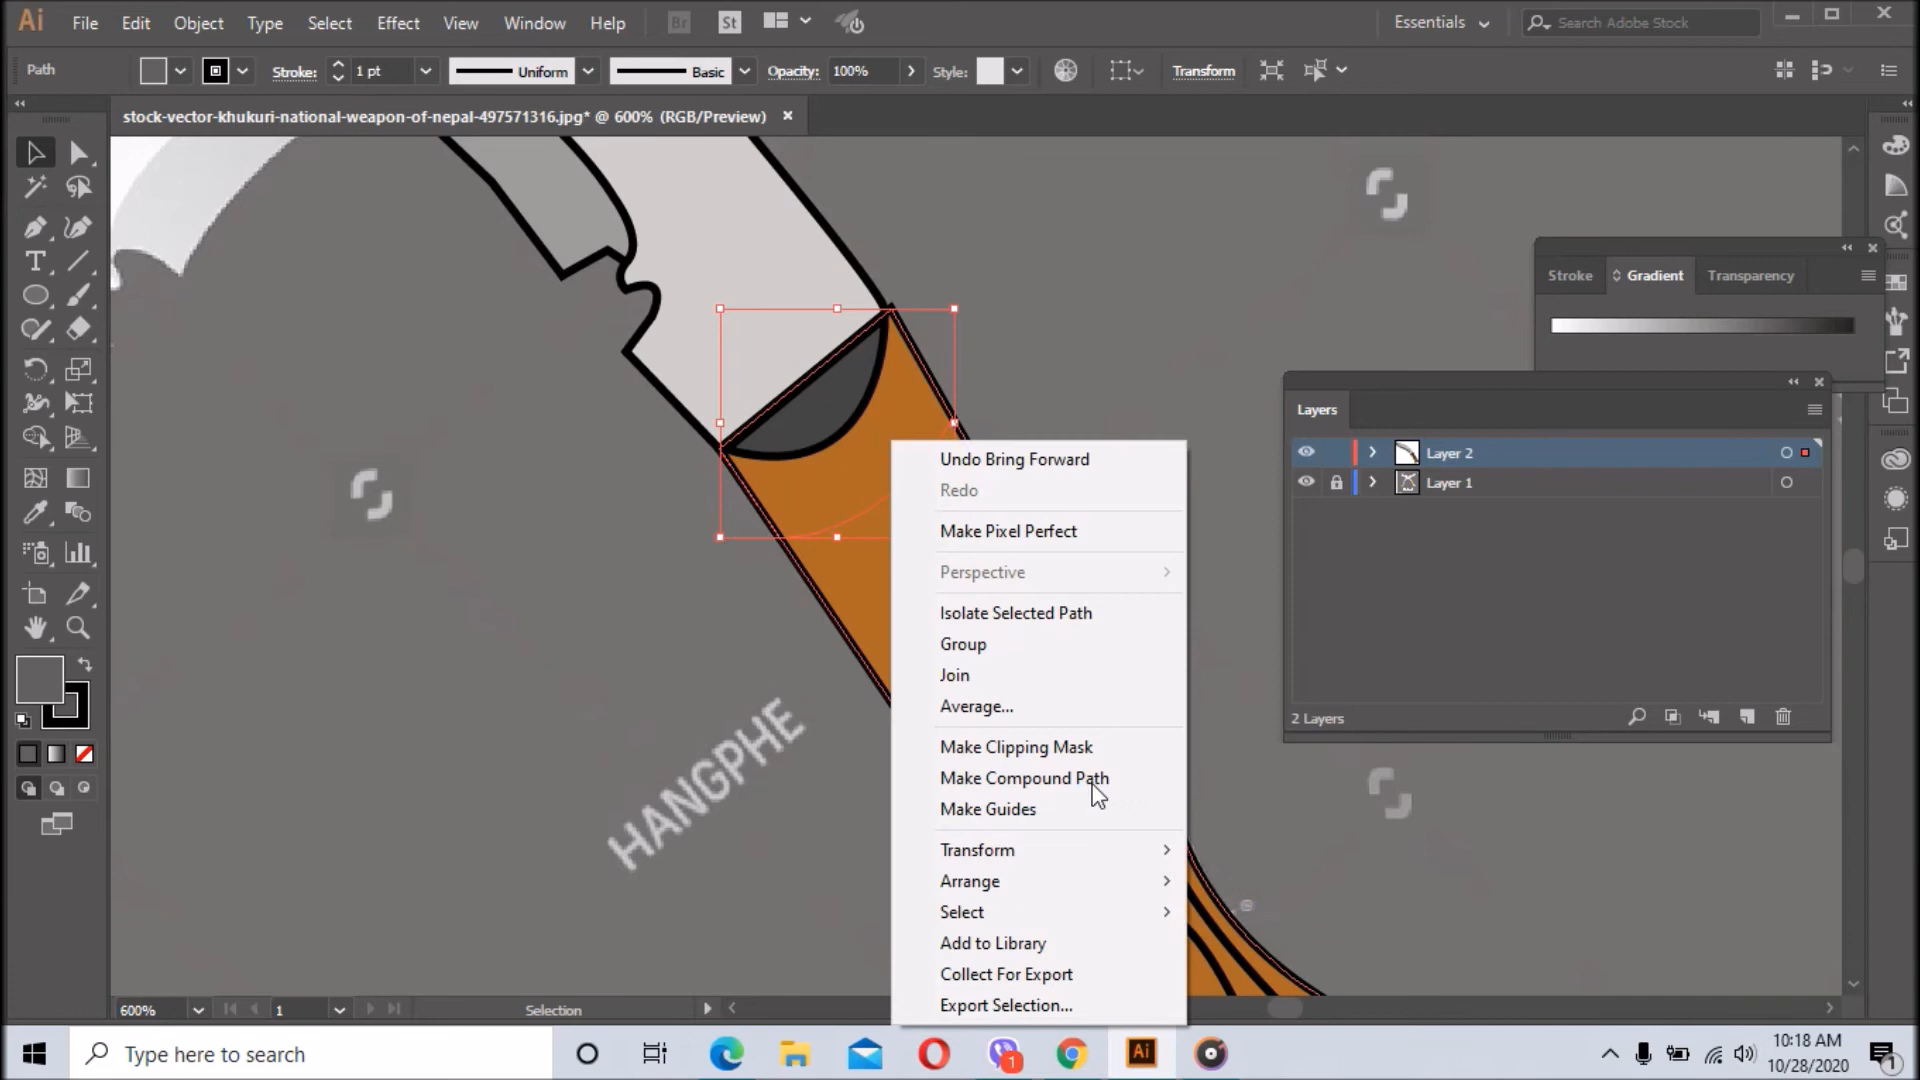 Ai File Edit Object Type Select Effect View Window Help Br St Essentials Search Adobe Stock
Path Stroke: 1 pt Uniform Basic Opacity: 100% Style: Transform
stock-vector-khukuri-national-weapon-of-nepal-497571316.jpg* @ 600% (RGB/Preview)
Stroke Gradient Transparency
Layers
Layer 2
Layer 1
2 Layers
Undo Bring Forward
Redo
Make Pixel Perfect
Perspective
Isolate Selected Path
Group
Join
Average...
Make Clipping Mask
Make Compound Path
Make Guides
Transform
Arrange
Select
Add to Library
Collect For Export
Export Selection...
HANGPHE
600% 1 Selection
Type here to search
1
Ai
10:18 AM
10/28/2020
1